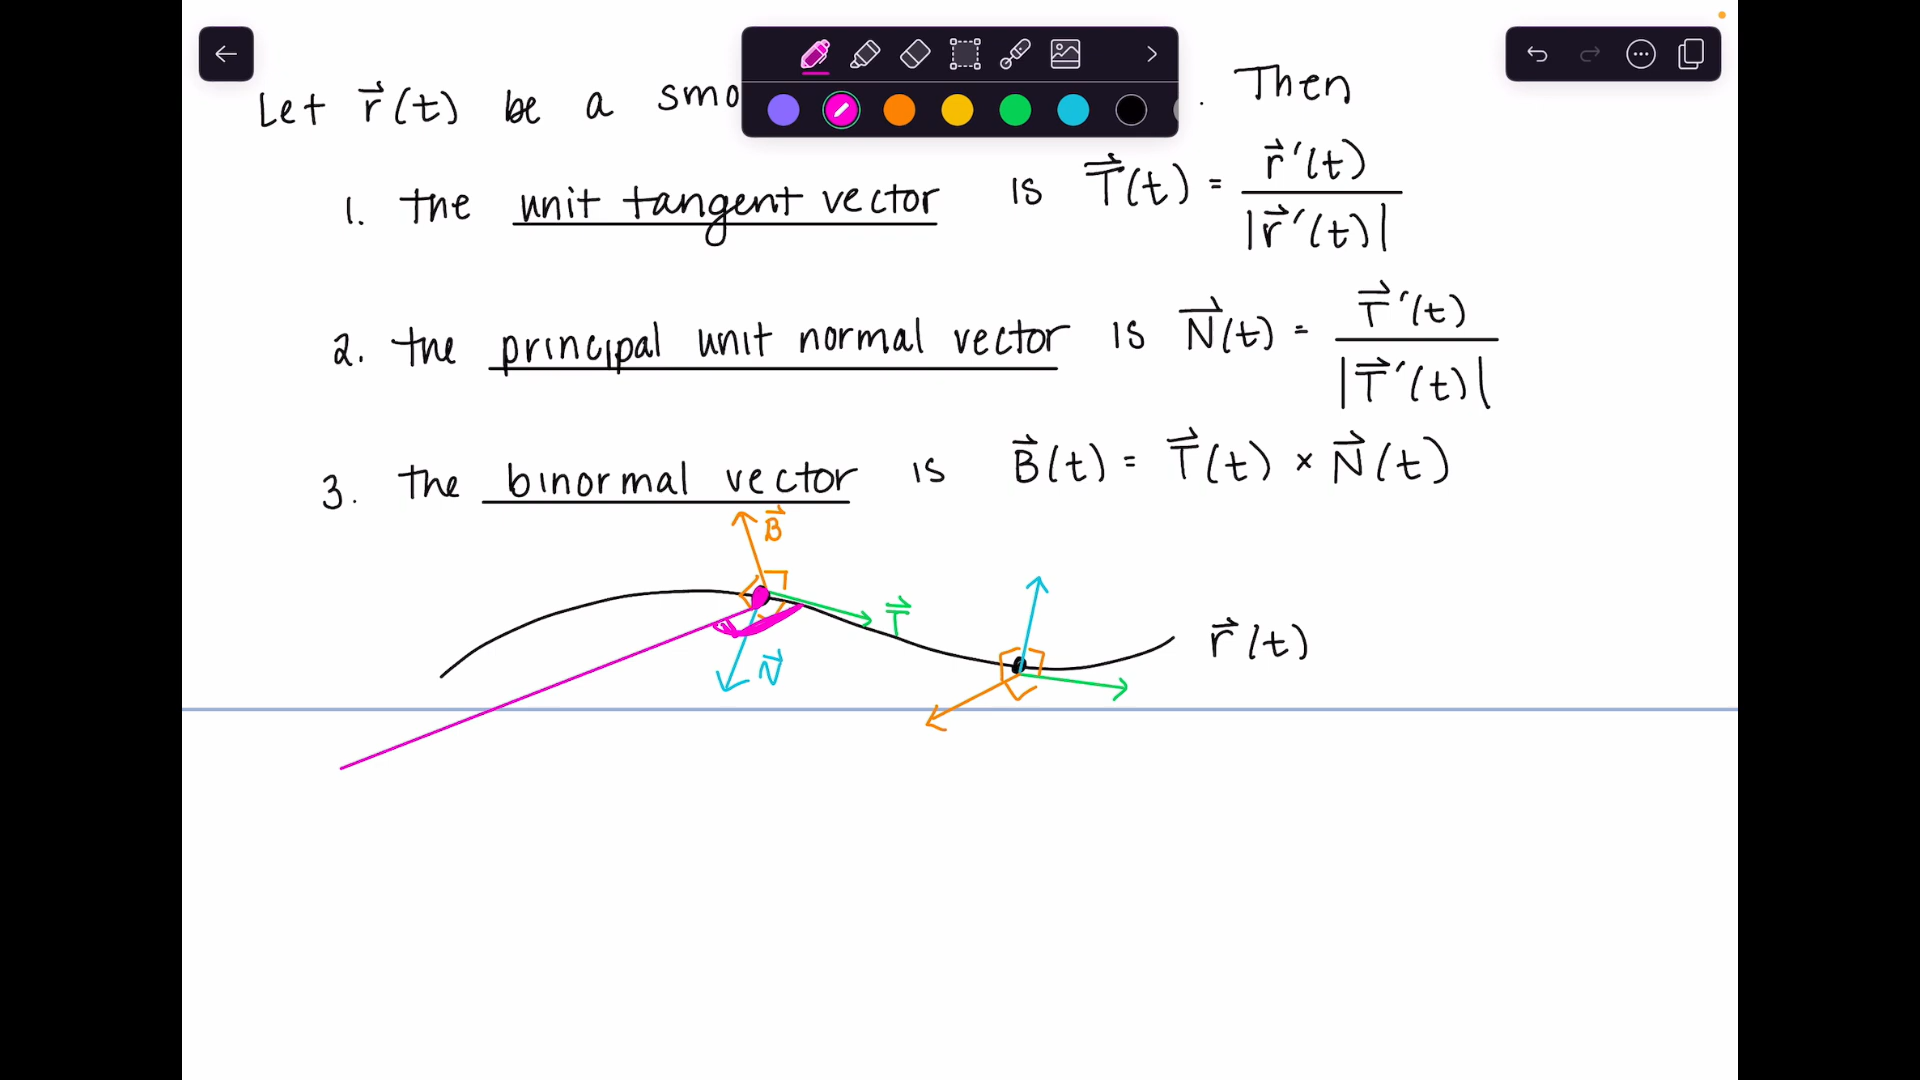 Let r⃗(t) be a smo . Then
1. the unit tangent vector is T⃗(t) = r⃗'(t) / |r⃗'(t)|
2. the principal unit normal vector is N⃗(t) = T⃗'(t) / |T⃗'(t)|
3. the binormal vector is B⃗(t) = T⃗(t) × N⃗(t)
B⃗
T⃗
N⃗
r⃗(t)